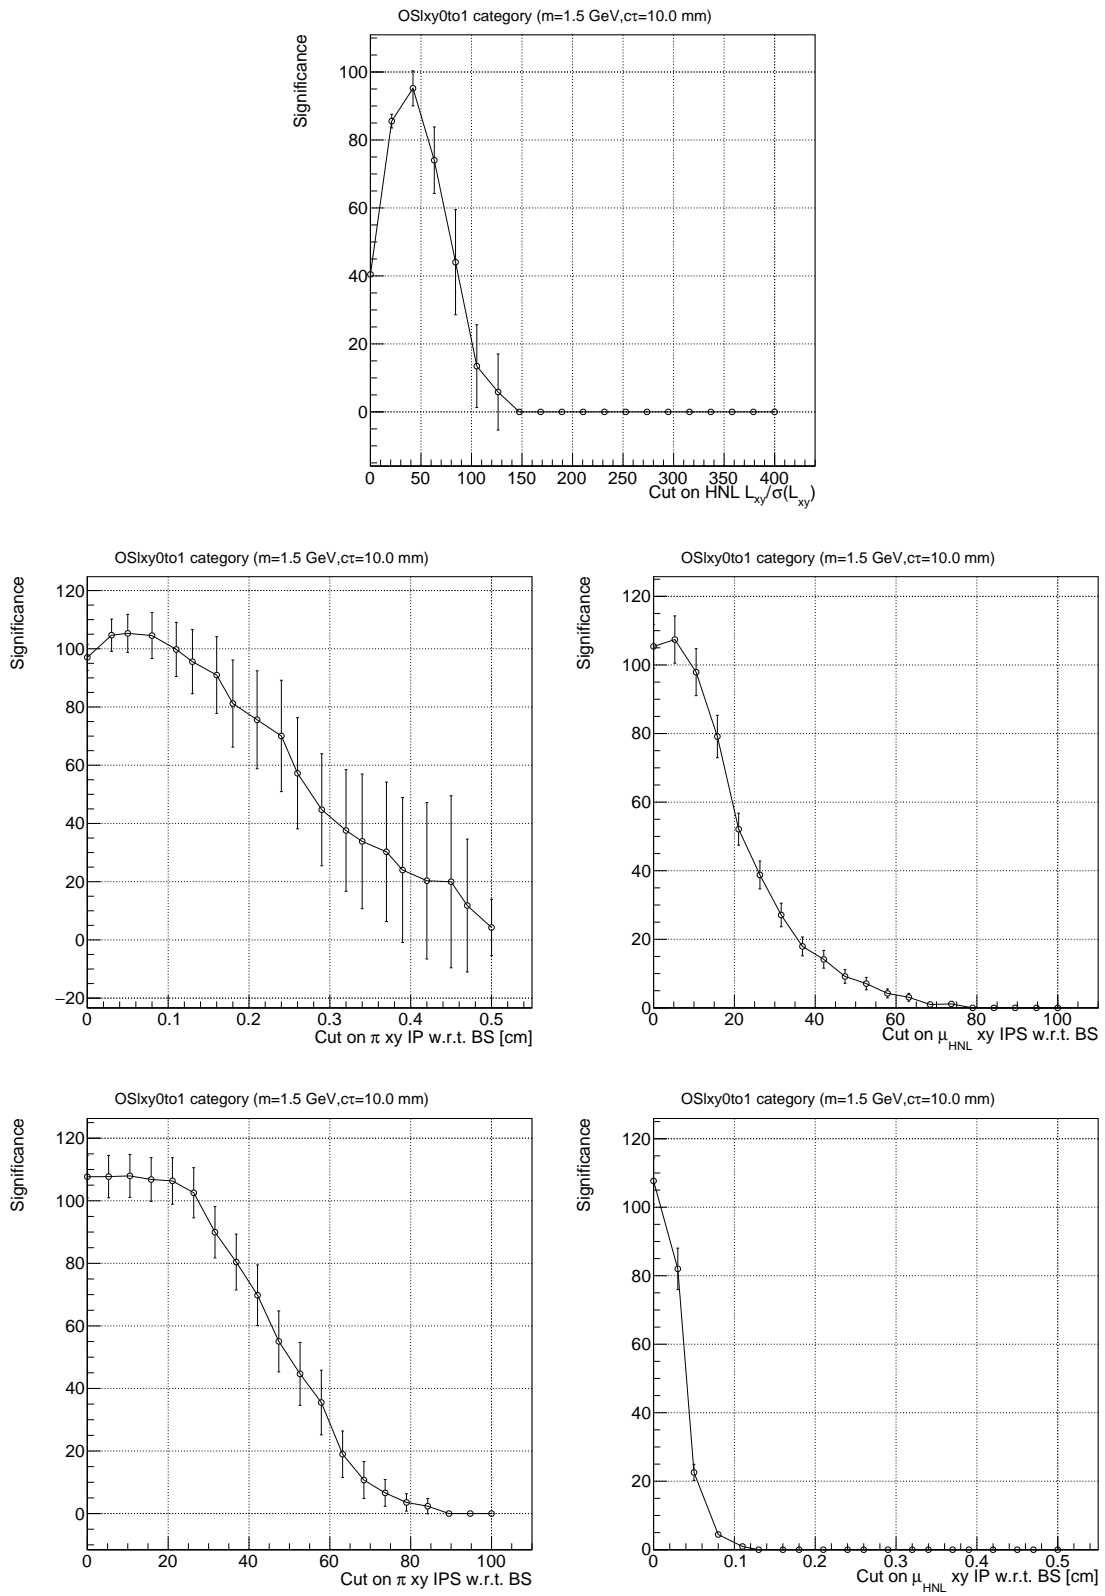 OSlxy0to1 category (m=1.5 GeV,cτ=10.0 mm)
Significance
100
80
60
40
20
0
0 50 100 150 200 250 300 350 400
Cut on HNL L_xy/σ(L_xy)
OSlxy0to1 category (m=1.5 GeV,cτ=10.0 mm)
Significance
120
100
80
60
40
20
0
−20
0 0.1 0.2 0.3 0.4 0.5
Cut on π xy IP w.r.t. BS [cm]
OSlxy0to1 category (m=1.5 GeV,cτ=10.0 mm)
Significance
120
100
80
60
40
20
0
0 20 40 60 80 100
Cut on μ_HNL xy IPS w.r.t. BS
OSlxy0to1 category (m=1.5 GeV,cτ=10.0 mm)
Significance
120
100
80
60
40
20
0
0 20 40 60 80 100
Cut on π xy IPS w.r.t. BS
OSlxy0to1 category (m=1.5 GeV,cτ=10.0 mm)
Significance
120
100
80
60
40
20
0
0 0.1 0.2 0.3 0.4 0.5
Cut on μ_HNL xy IP w.r.t. BS [cm]